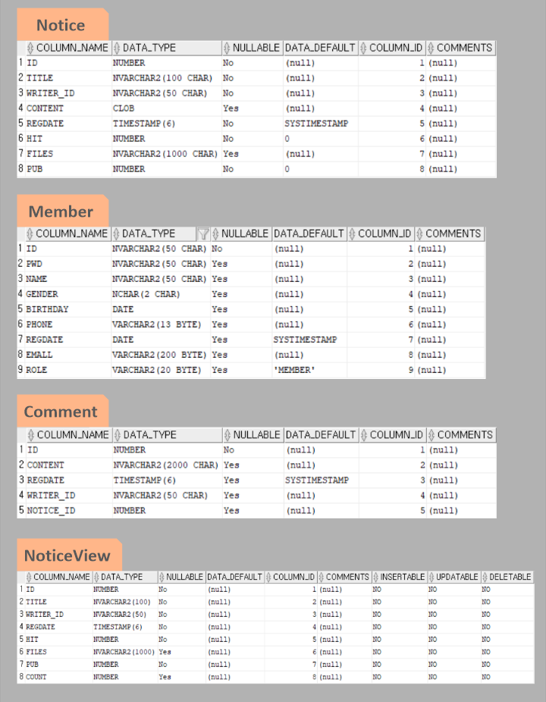 Notice
COLUMN_NAME DATA_TYPE NULLABLE DATA_DEFAULT COLUMN_ID COMMENTS
1 ID NUMBER No (null) 1 (null)
2 TITLE NVARCHAR2(100 CHAR) No (null) 2 (null)
3 WRITER_ID NVARCHAR2(50 CHAR) No (null) 3 (null)
4 CONTENT CLOB Yes (null) 4 (null)
5 REGDATE TIMESTAMP(6) No SYSTIMESTAMP 5 (null)
6 HIT NUMBER No 0 6 (null)
7 FILES NVARCHAR2(1000 CHAR) Yes (null) 7 (null)
8 PUB NUMBER No 0 8 (null)
Member
COLUMN_NAME DATA_TYPE NULLABLE DATA_DEFAULT COLUMN_ID COMMENTS
1 ID NVARCHAR2(50 CHAR) No (null) 1 (null)
2 PWD NVARCHAR2(50 CHAR) Yes (null) 2 (null)
3 NAME NVARCHAR2(50 CHAR) Yes (null) 3 (null)
4 GENDER NCHAR(2 CHAR) Yes (null) 4 (null)
5 BIRTHDAY DATE Yes (null) 5 (null)
6 PHONE VARCHAR2(13 BYTE) Yes (null) 6 (null)
7 REGDATE DATE Yes SYSTIMESTAMP 7 (null)
8 EMAIL VARCHAR2(200 BYTE) Yes (null) 8 (null)
9 ROLE VARCHAR2(20 BYTE) Yes 'MEMBER' 9 (null)
Comment
COLUMN_NAME DATA_TYPE NULLABLE DATA_DEFAULT COLUMN_ID COMMENTS
1 ID NUMBER No (null) 1 (null)
2 CONTENT NVARCHAR2(2000 CHAR) Yes (null) 2 (null)
3 REGDATE TIMESTAMP(6) Yes SYSTIMESTAMP 3 (null)
4 WRITER_ID NVARCHAR2(50 CHAR) Yes (null) 4 (null)
5 NOTICE_ID NUMBER Yes (null) 5 (null)
NoticeView
COLUMN_NAME DATA_TYPE NULLABLE DATA_DEFAULT COLUMN_ID COMMENTS INSERTABLE UPDATABLE DELETABLE
1 ID NUMBER No (null) 1 (null) NO NO NO
2 TITLE NVARCHAR2(100) No (null) 2 (null) NO NO NO
3 WRITER_ID NVARCHAR2(50) No (null) 3 (null) NO NO NO
4 REGDATE TIMESTAMP(6) No (null) 4 (null) NO NO NO
5 HIT NUMBER No (null) 5 (null) NO NO NO
6 FILES NVARCHAR2(1000) Yes (null) 6 (null) NO NO NO
7 PUB NUMBER No (null) 7 (null) NO NO NO
8 COUNT NUMBER Yes (null) 8 (null) NO NO NO